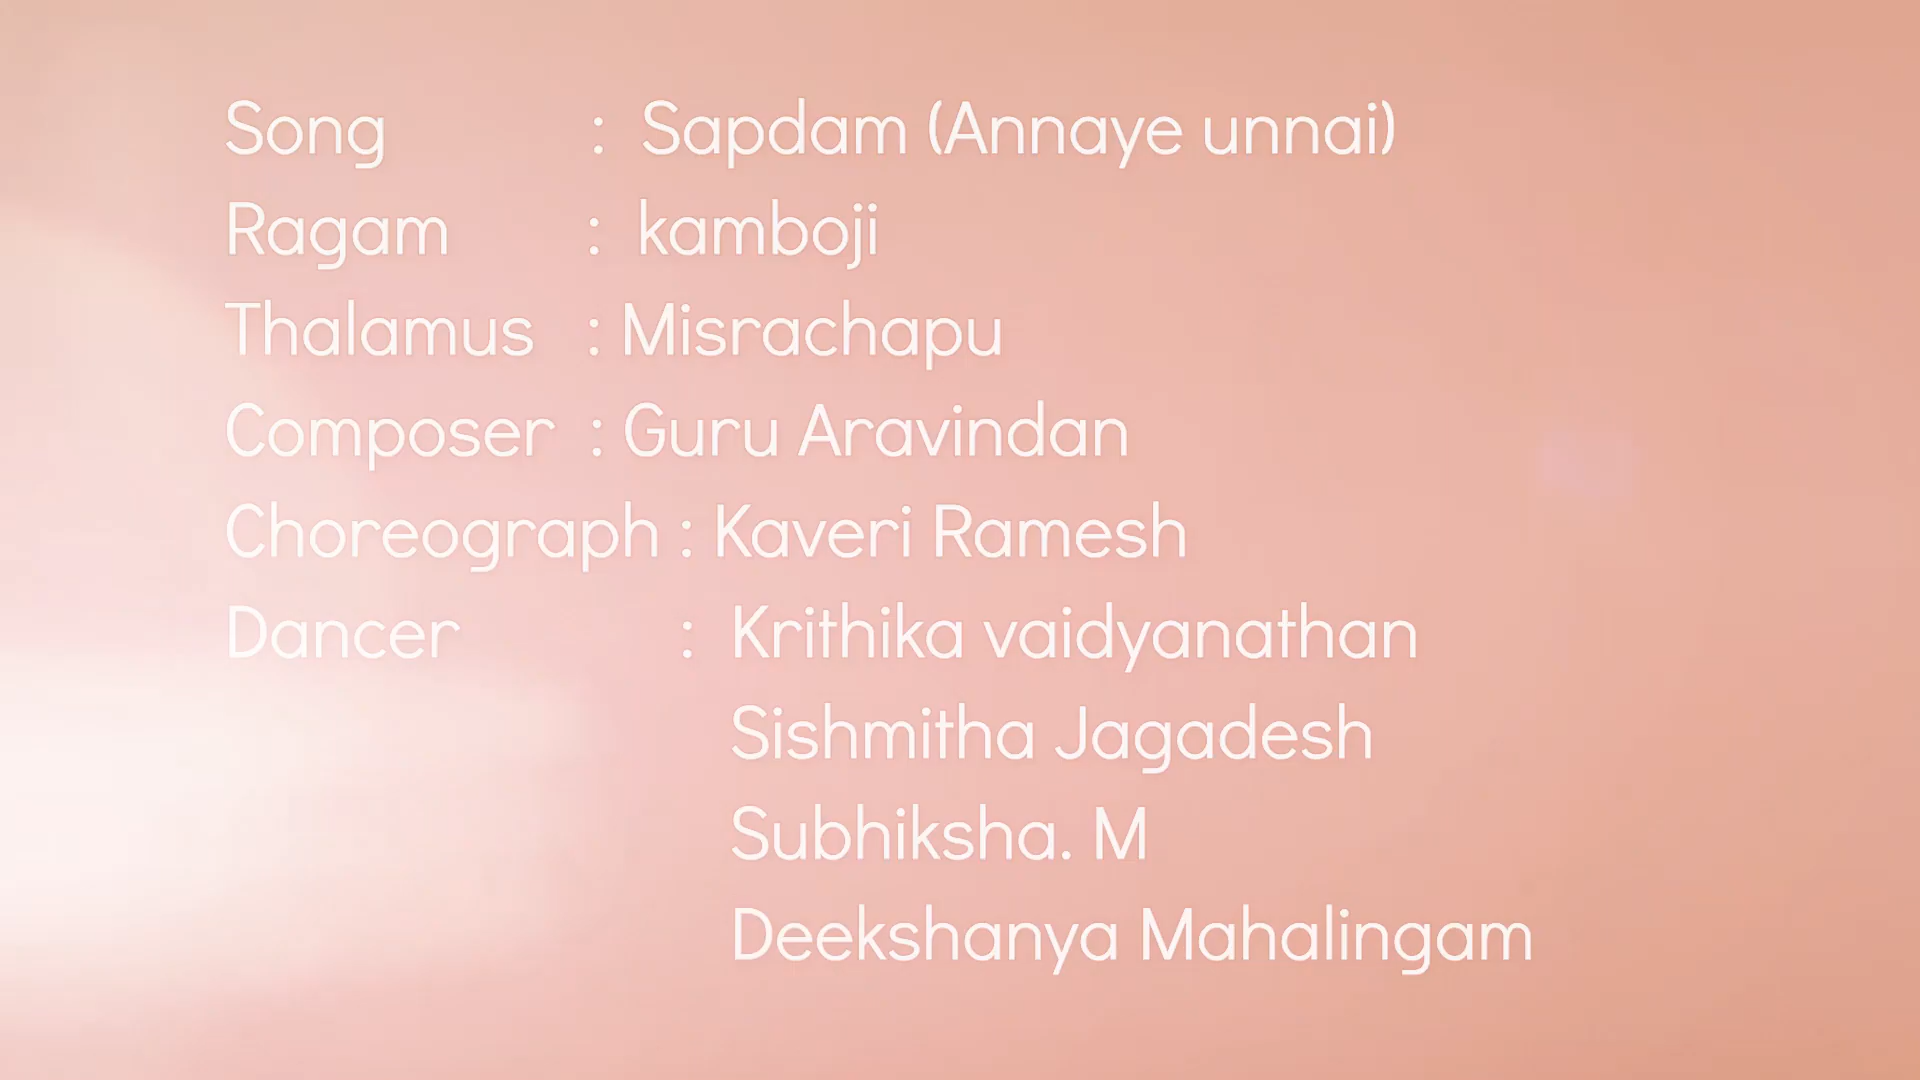 Song : Sapdam (Annaye unnai)
Ragam : kamboji
Thalamus : Misrachapu
Composer : Guru Aravindan
Choreograph : Kaveri Ramesh
Dancer : Krithika vaidyanathan
Sishmitha Jagadesh
Subhiksha. M
Deekshanya Mahalingam